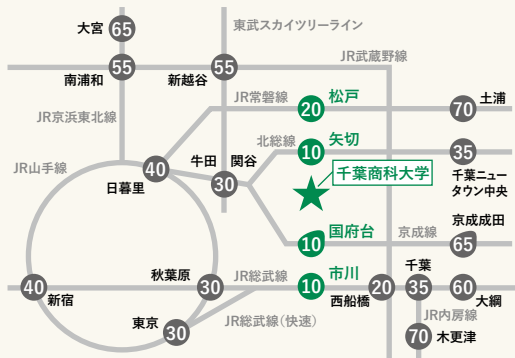 大宮
65
東武スカイツリーライン
55
南浦和
55
新越谷
JR武蔵野線
JR常磐線
20
松戸
70
土浦
JR京浜東北線
北総線
10
矢切
35
千葉ニュー
タウン中央
JR山手線
40
日暮里
牛田
関谷
30
千葉商科大学
10
国府台
京成線
京成成田
65
40
新宿
秋葉原
30
JR総武線
10
市川
西船橋
20
千葉
35
60
大網
東京
30
JR総武線(快速)
JR内房線
70
木更津